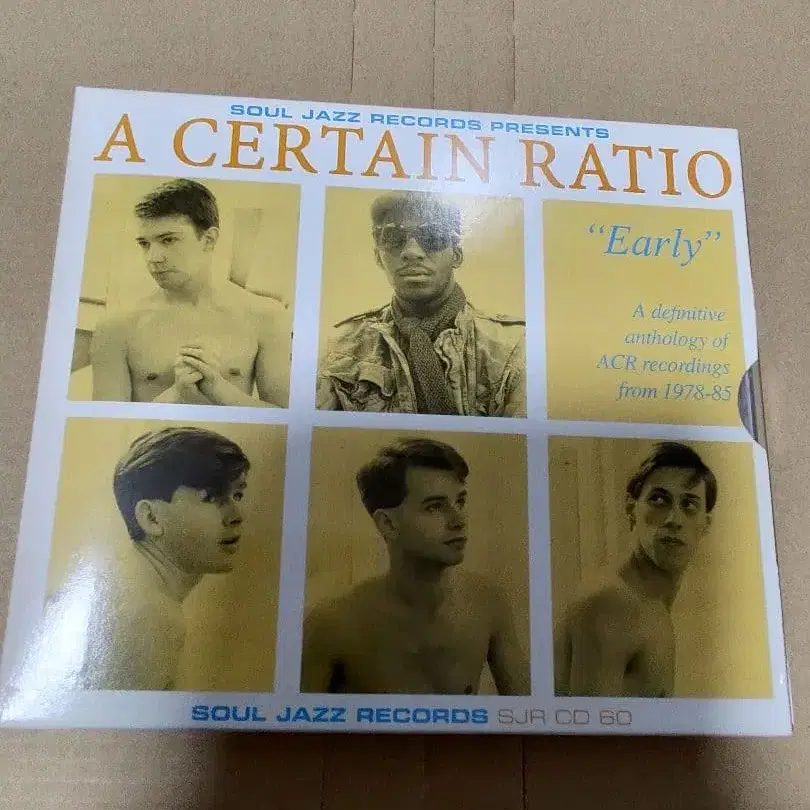 SOUL JAZZ RECORDS PRESENTS
A CERTAIN RATIO
“Early”
A definitive
anthology of
ACR recordings
from 1978-85
SOUL JAZZ RECORDS SJR CD 60